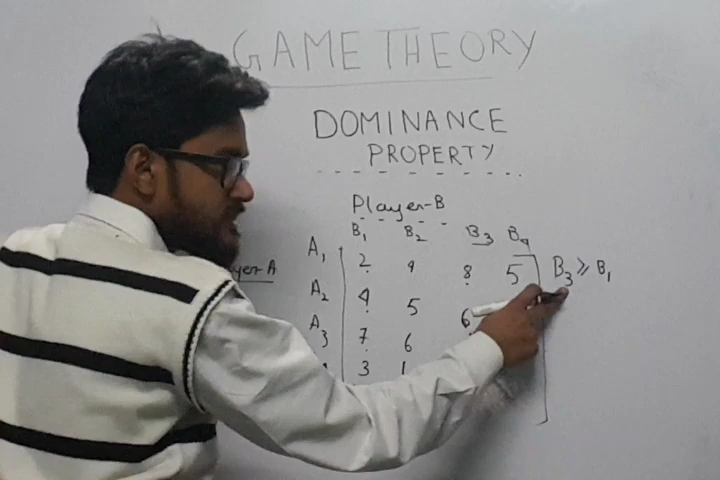 GAME THEORY
DOMINANCE
PROPERTY
Player-B
B₁ B₂ B₃ B₄
A₁ 2 9 8 5 B₃ ≥ B₁
yer A
A₂ 4 5 6
A₃ 7 6
3 1